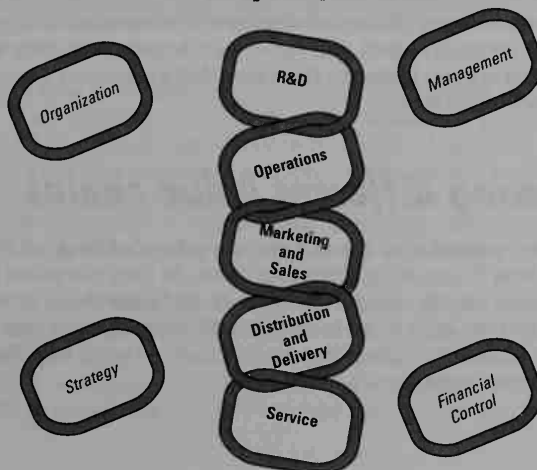 Organization
R&D
Management
Operations
Marketing
and
Sales
Distribution
and
Delivery
Strategy
Service
Financial
Control